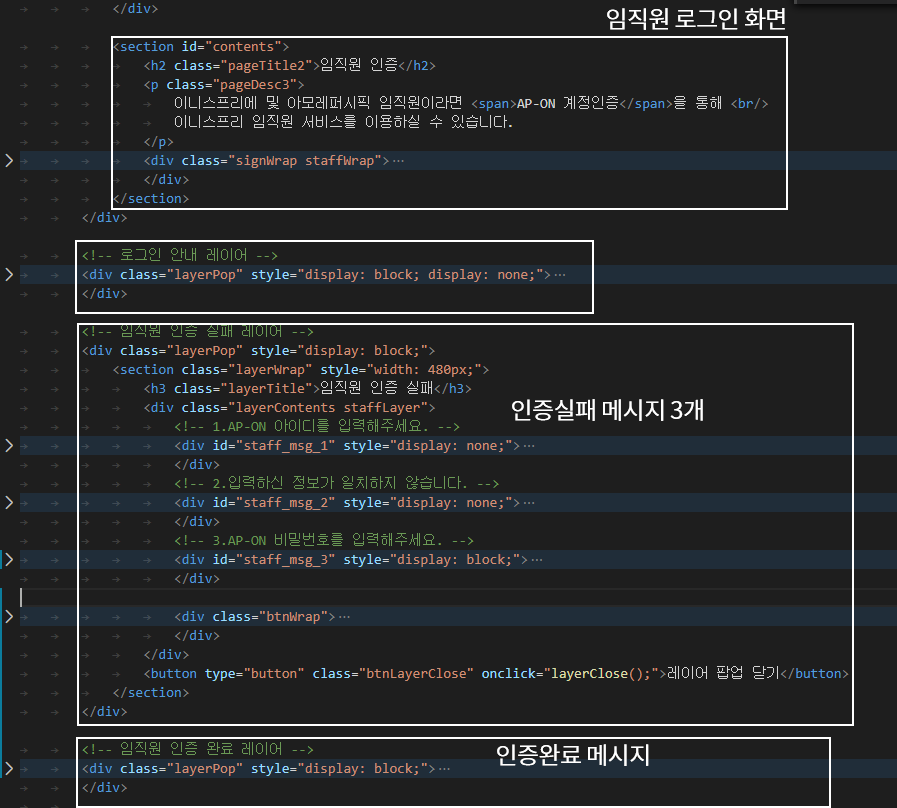 </div>
임직원 로그인 화면
<section id="contents">
<h2 class="pageTitle2">임직원 인증</h2>
<p class="pageDesc3">
이니스프리에 및 아모레퍼시픽 임직원이라면 <span>AP-ON 계정인증</span>을 통해 <br/>
이니스프리 임직원 서비스를 이용하실 수 있습니다.
</p>
<div class="signWrap staffWrap">…
</div>
</section>
</div>
<!-- 로그인 안내 레이어 -->
<div class="layerPop" style="display: block; display: none;">…
</div>
<!-- 임직원 인증 실패 레이어 -->
<div class="layerPop" style="display: block;">
<section class="layerWrap" style="width: 480px;">
<h3 class="layerTitle">임직원 인증 실패</h3>
<div class="layerContents staffLayer">
인증실패 메시지 3개
<!-- 1.AP-ON 아이디를 입력해주세요. -->
<div id="staff_msg_1" style="display: none;">…
</div>
<!-- 2.입력하신 정보가 일치하지 않습니다. -->
<div id="staff_msg_2" style="display: none;">…
</div>
<!-- 3.AP-ON 비밀번호를 입력해주세요. -->
<div id="staff_msg_3" style="display: block;">…
</div>
<div class="btnWrap">…
</div>
</div>
<button type="button" class="btnLayerClose" onclick="layerClose();">레이어 팝업 닫기</button>
</section>
</div>
<!-- 임직원 인증 완료 레이어 -->
인증완료 메시지
<div class="layerPop" style="display: block;">…
</div>